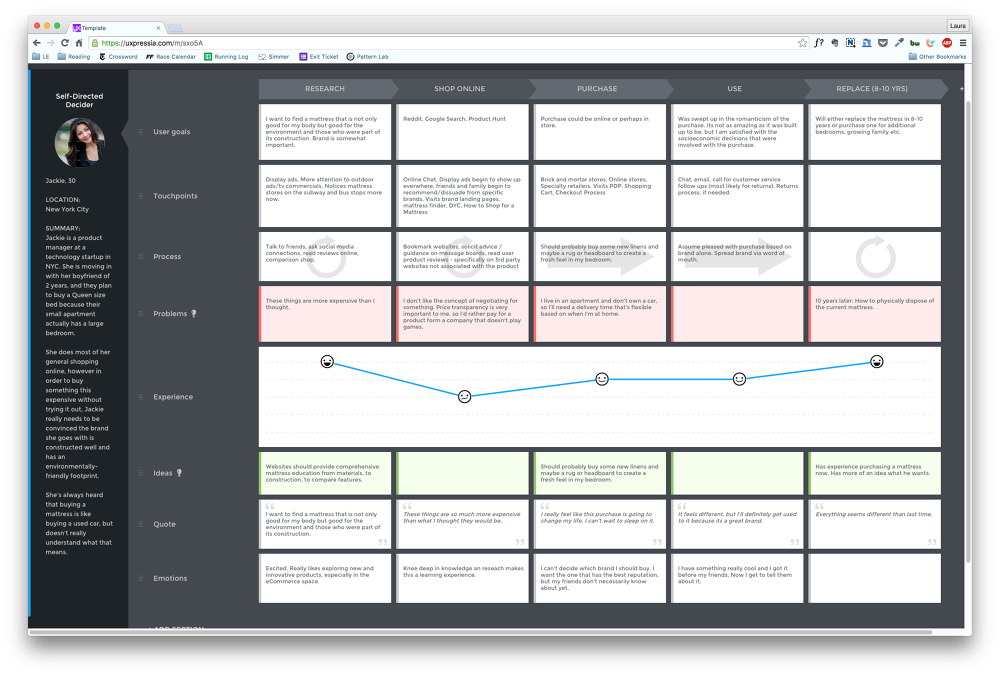 Template
Laura
https://uxpressia.com/m/sxo5A
LE
Reading
Crossword
Race Calendar
Running Log
Simmer
Exit Ticket
Pattern Lab
Other Bookmarks
Self-Directed
Decider
Jackie, 30
LOCATION:
New York City
SUMMARY:
Jackie is a product
manager at a
technology startup in
NYC. She is moving in
with her boyfriend of
2 years, and they plan
to buy a Queen size
bed because their
small apartment
actually has a large
bedroom.
She does most of her
general shopping
online, however in
order to buy
something this
expensive without
trying it out, Jackie
really needs to be
convinced the brand
she goes with is
constructed well and
has an
environmentally-
friendly footprint.
She's always heard
that buying a
mattress is like
buying a used car, but
doesn't really
understand what that
means.
RESEARCH
SHOP ONLINE
PURCHASE
USE
REPLACE (8-10 YRS)
User goals
I want to find a mattress that is not only
good for my body but good for the
environment and those who were part of
its construction. Brand is somewhat
important.
Reddit, Google Search, Product Hunt
Purchase could be online or perhaps in
store.
Was swept up in the romanticism of the
purchase. Its not as amazing as it was built
up to be, but I am satisfied with the
socioeconomic decisions that were
involved with the purchase.
Will either replace the mattress in 8-10
years or purchase one for additional
bedrooms, growing family etc.
Touchpoints
Display ads, More attention to outdoor
ads/tv commercials, Notices mattress
stores on the subway and bus stops more
now.
Online Chat, Display ads begin to show up
everwhere, friends and family begin to
recommend/dissuade from specific
brands. Visits brand landing pages,
mattress finder, DYC, How to Shop for a
Mattress
Brick and mortar stores, Online stores,
Specialty retailers. Visits PDP, Shopping
Cart, Checkout Process
Chat, email, call for customer service
follow ups (most likely for returns). Returns
process, if needed.
Process
Talk to friends, ask social media
connections, read reviews online,
comparison shop.
Bookmark websites, solicit advice /
guidance on message boards, read user
product reviews - specifically on 3rd party
websites not associated with the product
Should probably buy some new linens and
maybe a rug or headboard to create a
fresh feel in my bedroom.
Assume pleased with purchase based on
brand alone. Spread brand via word of
mouth.
Problems
These things are more expensive than I
thought.
I don't like the concept of negotiating for
something. Price transparency is very
important to me, so I'd rather pay for a
product form a company that doesn't play
games.
I live in an apartment and don't own a car,
so I'll need a delivery time that's flexible
based on when I'm at home.
10 years later. How to physically dispose of
the current mattress.
Experience
Ideas
Websites should provide comprehensive
mattress education from materials, to
construction, to compare features.
Should probably buy some new linens and
maybe a rug or headboard to create a
fresh feel in my bedroom.
Has experience purchasing a mattress
now. Has more of an idea what he wants.
Quote
I want to find a mattress that is not only
good for my body but good for the
environment and those who were part of
its construction.
These things are so much more expensive
than what I thought they would be.
I really feel like this purchase is going to
change my life. I can't wait to sleep on it.
It feels different, but I'll definitely get used
to it because its a great brand.
Everything seems different than last time.
Emotions
Excited. Really likes exploring new and
innovative products, especially in the
eCommerce space.
Knee deep in knowledge an reseach makes
this a learning experience.
I can't decide which brand I should buy. I
want the one that has the best reputation,
but my friends don't necessarily know
about yet.
I have something really cool and I got it
before my friends. Now I get to tell them
about it.